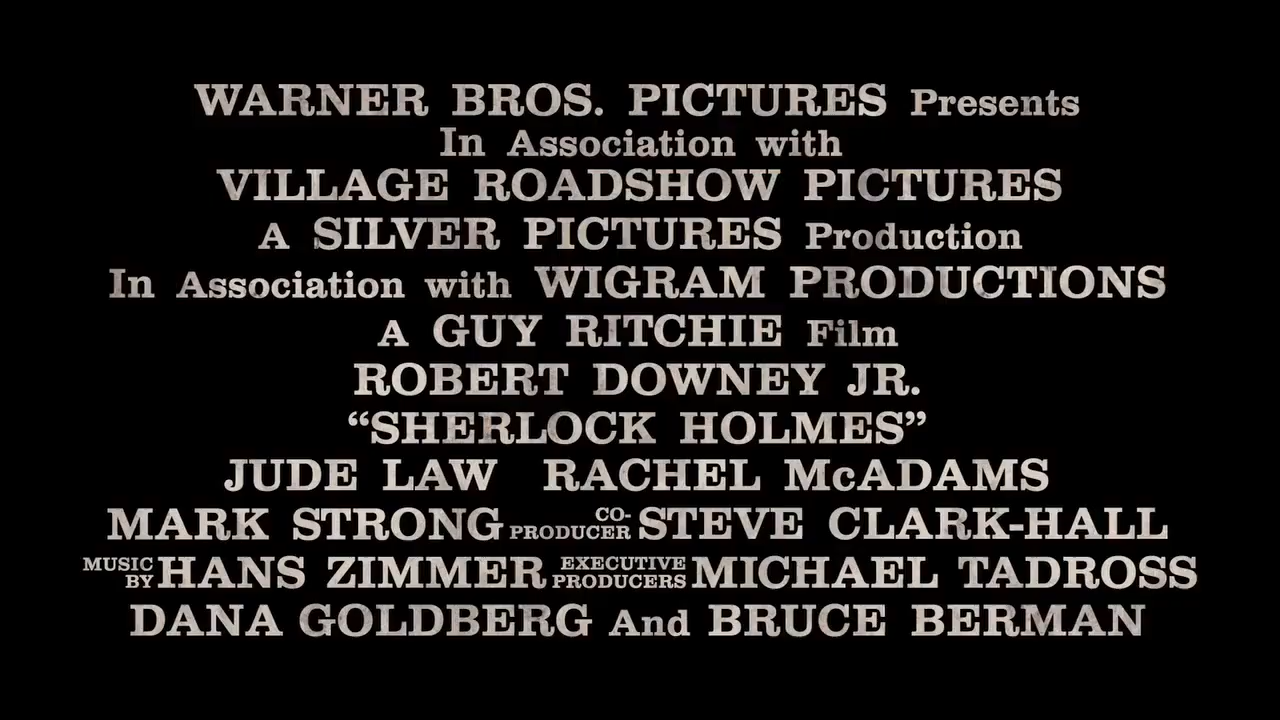 WARNER BROS. PICTURES Presents
In Association with
VILLAGE ROADSHOW PICTURES
A SILVER PICTURES Production
In Association with WIGRAM PRODUCTIONS
A GUY RITCHIE Film
ROBERT DOWNEY JR.
“SHERLOCK HOLMES”
JUDE LAW RACHEL McADAMS
MARK STRONG CO-PRODUCER STEVE CLARK-HALL
MUSIC BY HANS ZIMMER EXECUTIVE PRODUCERS MICHAEL TADROSS
DANA GOLDBERG And BRUCE BERMAN